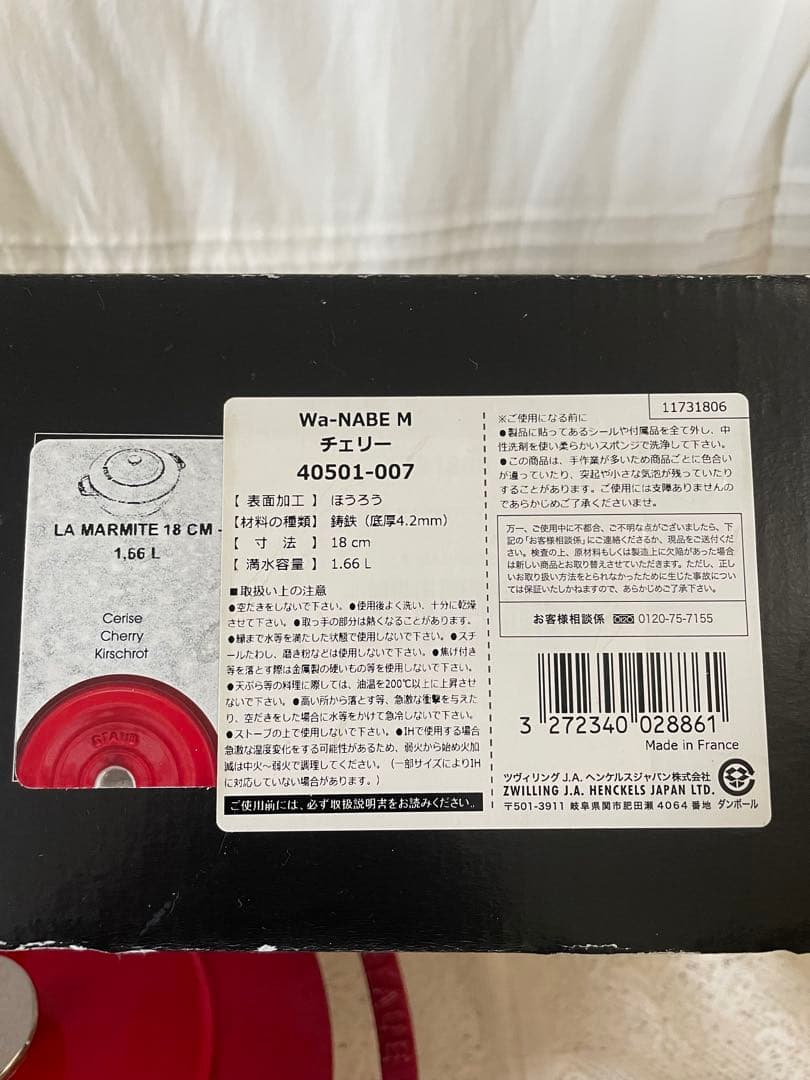 LA MARMITE 18 CM -
1,66 L
Cerise
Cherry
Kirschrot
STAUB
Wa-NABE M
チェリー
40501-007
【 表面加工 】 ほうろう
【材料の種類】 鋳鉄(底厚4.2mm)
【 寸 法 】 18 cm
【 満水容量 】 1.66 L
■取扱い上の注意
●空だきをしないで下さい。●使用後よく洗い、十分に乾燥
させて下さい。●取っ手の部分は熱くなることがあります。
●縁まで水等を満たした状態で使用しないで下さい。●スチ
ールたわし、磨き粉などは使用しないで下さい。●焦げ付き
等を落とす際は金属製の硬いもの等を使用しないで下さい。
●天ぷら等の料理に際しては、油温を200℃以上に上昇させ
ないで下さい。●高い所から落とす等、急激な衝撃を与えた
り、空だきをした場合に水等をかけて急冷しないで下さい。
●ストーブの上で使用しないで下さい。●IHで使用する場合
急激な温度変化をする可能性があるため、弱火から始め火加
減は中火〜弱火で調理してください。(一部サイズによりIH
に対応していない場合があります。)
ご使用前には、必ず取扱説明書をお読みください。
11731806
※ご使用になる前に
●製品に貼ってあるシールや付属品を全て外し、中
性洗剤を使い柔らかいスポンジで洗浄して下さい。
●この商品は、手作業が多いため商品ごとに色合い
が違っていたり、突起や小さな気泡が残っていたり
することがあります。ご使用には支障ありませんの
であらかじめご了承くださいませ。
万一、ご使用中に不都合、ご不明な点がございましたら、下
記の「お客様相談係」にご連絡ださるか、現品をご送付くださ
い。検査の上、原材料もしくは製造上に欠陥があった場合
は新しい商品とお取替えさせていただきます。ただし、正し
いお取り扱い方法をとられなかったために生じた事故につい
ては保証いたしかねますので、あらかじめご了承下さい。
お客様相談係 0120-75-7155
3 272340 028861
Made in France
ツヴィリング J.A. ヘンケルスジャパン株式会社
ZWILLING J.A. HENCKELS JAPAN LTD.
〒501-3911 岐阜県関市肥田瀬 4064 番地 ダンボール